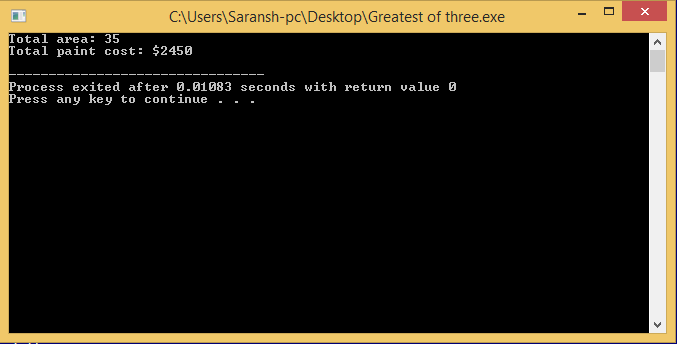 C:\Users\Saransh-pc\Desktop\Greatest of three.exe
Total area: 35
Total paint cost: $2450
--------------------------------
Process exited after 0.01083 seconds with return value 0
Press any key to continue . . .